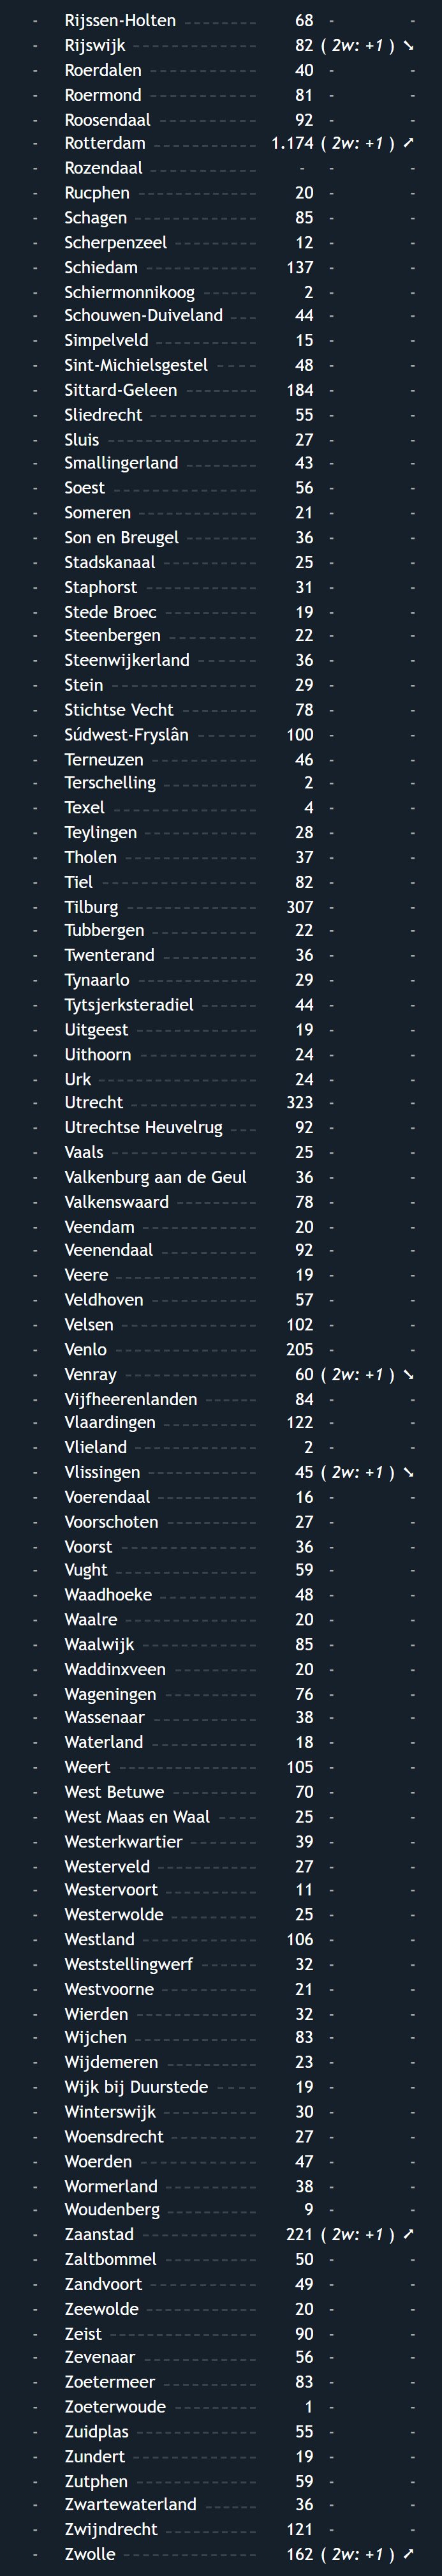 - Rijssen-Holten 68 - -
- Rijswijk 82 ( 2w: +1 ) ➘
- Roerdalen 40 - -
- Roermond 81 - -
- Roosendaal 92 - -
- Rotterdam 1.174 ( 2w: +1 ) ➚
- Rozendaal - - -
- Rucphen 20 - -
- Schagen 85 - -
- Scherpenzeel 12 - -
- Schiedam 137 - -
- Schiermonnikoog 2 - -
- Schouwen-Duiveland 44 - -
- Simpelveld 15 - -
- Sint-Michielsgestel 48 - -
- Sittard-Geleen 184 - -
- Sliedrecht 55 - -
- Sluis 27 - -
- Smallingerland 43 - -
- Soest 56 - -
- Someren 21 - -
- Son en Breugel 36 - -
- Stadskanaal 25 - -
- Staphorst 31 - -
- Stede Broec 19 - -
- Steenbergen 22 - -
- Steenwijkerland 36 - -
- Stein 29 - -
- Stichtse Vecht 78 - -
- Súdwest-Fryslân 100 - -
- Terneuzen 46 - -
- Terschelling 2 - -
- Texel 4 - -
- Teylingen 28 - -
- Tholen 37 - -
- Tiel 82 - -
- Tilburg 307 - -
- Tubbergen 22 - -
- Twenterand 36 - -
- Tynaarlo 29 - -
- Tytsjerksteradiel 44 - -
- Uitgeest 19 - -
- Uithoorn 24 - -
- Urk 24 - -
- Utrecht 323 - -
- Utrechtse Heuvelrug 92 - -
- Vaals 25 - -
- Valkenburg aan de Geul 36 - -
- Valkenswaard 78 - -
- Veendam 20 - -
- Veenendaal 92 - -
- Veere 19 - -
- Veldhoven 57 - -
- Velsen 102 - -
- Venlo 205 - -
- Venray 60 ( 2w: +1 ) ➘
- Vijfheerenlanden 84 - -
- Vlaardingen 122 - -
- Vlieland 2 - -
- Vlissingen 45 ( 2w: +1 ) ➘
- Voerendaal 16 - -
- Voorschoten 27 - -
- Voorst 36 - -
- Vught 59 - -
- Waadhoeke 48 - -
- Waalre 20 - -
- Waalwijk 85 - -
- Waddinxveen 20 - -
- Wageningen 76 - -
- Wassenaar 38 - -
- Waterland 18 - -
- Weert 105 - -
- West Betuwe 70 - -
- West Maas en Waal 25 - -
- Westerkwartier 39 - -
- Westerveld 27 - -
- Westervoort 11 - -
- Westerwolde 25 - -
- Westland 106 - -
- Weststellingwerf 32 - -
- Westvoorne 21 - -
- Wierden 32 - -
- Wijchen 83 - -
- Wijdemeren 23 - -
- Wijk bij Duurstede 19 - -
- Winterswijk 30 - -
- Woensdrecht 27 - -
- Woerden 47 - -
- Wormerland 38 - -
- Woudenberg 9 - -
- Zaanstad 221 ( 2w: +1 ) ➚
- Zaltbommel 50 - -
- Zandvoort 49 - -
- Zeewolde 20 - -
- Zeist 90 - -
- Zevenaar 56 - -
- Zoetermeer 83 - -
- Zoeterwoude 1 - -
- Zuidplas 55 - -
- Zundert 19 - -
- Zutphen 59 - -
- Zwartewaterland 36 - -
- Zwijndrecht 121 - -
- Zwolle 162 ( 2w: +1 ) ➚